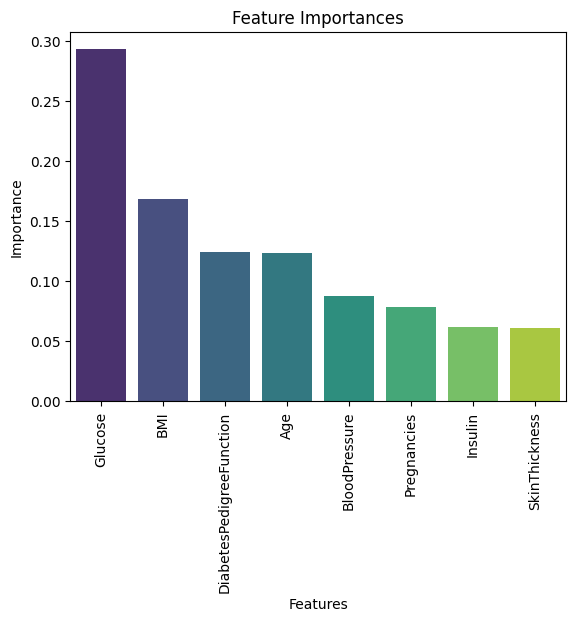 Feature Importances
Importance
0.30
0.25
0.20
0.15
0.10
0.05
0.00
Glucose
BMI
DiabetesPedigreeFunction
Age
BloodPressure
Pregnancies
Insulin
SkinThickness
Features